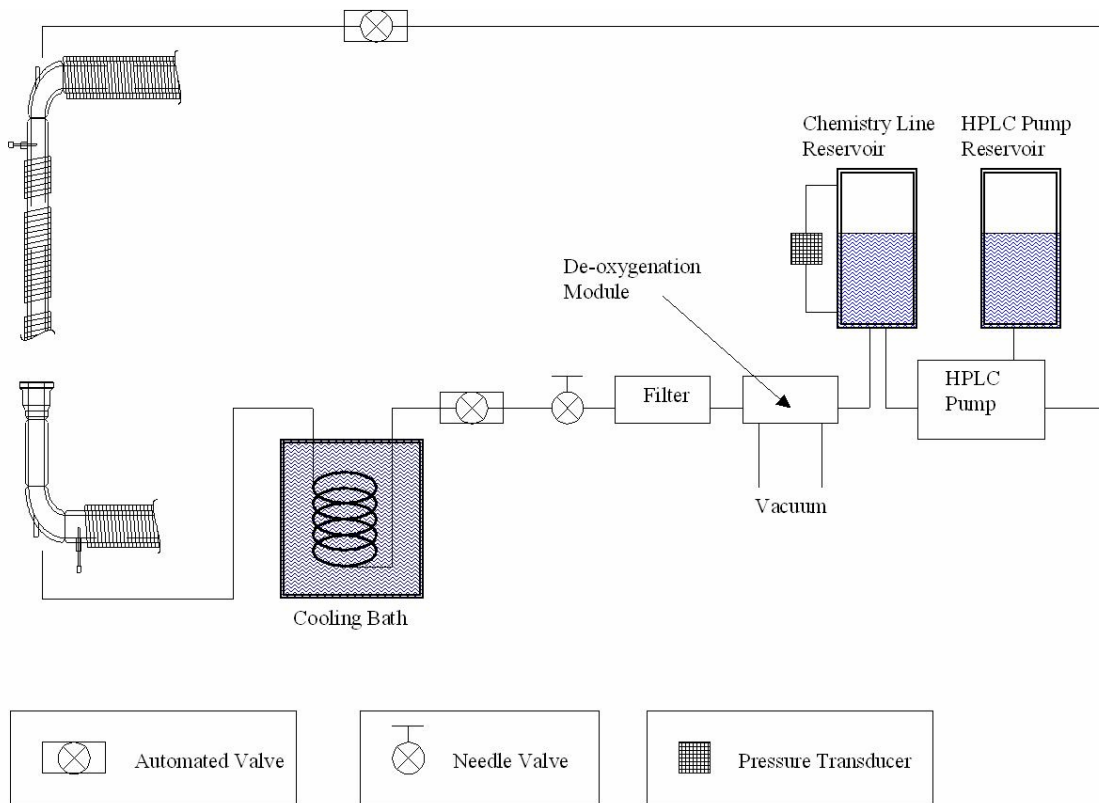 Chemistry Line
Reservoir
HPLC Pump
Reservoir
De-oxygenation
Module
Filter
HPLC
Pump
Vacuum
Cooling Bath
Automated Valve
Needle Valve
Pressure Transducer